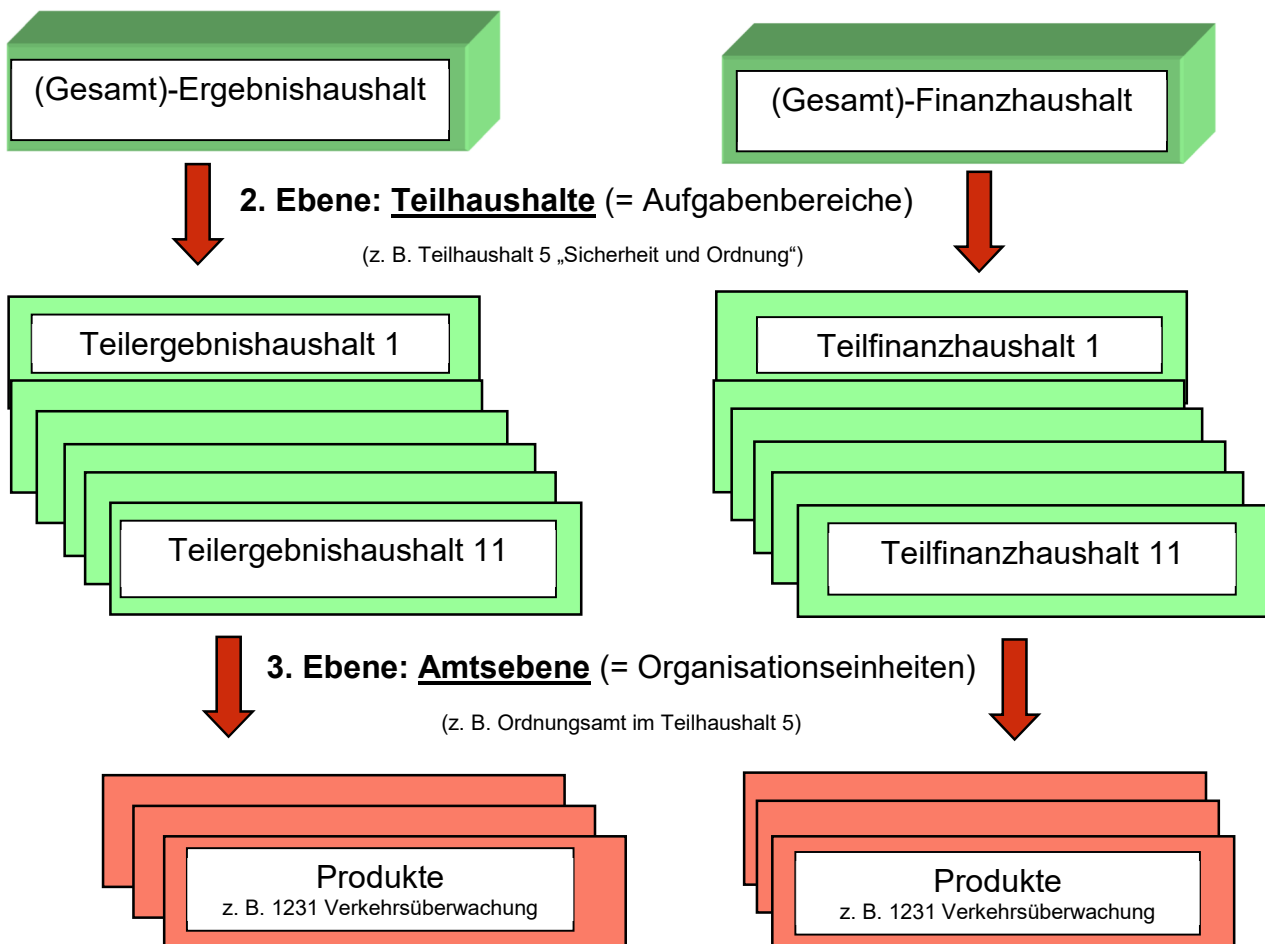 (Gesamt)-Ergebnishaushalt
(Gesamt)-Finanzhaushalt
2. Ebene: Teilhaushalte (= Aufgabenbereiche)
(z. B. Teilhaushalt 5 „Sicherheit und Ordnung“)
Teilergebnishaushalt 1
Teilfinanzhaushalt 1
Teilergebnishaushalt 11
Teilfinanzhaushalt 11
3. Ebene: Amtsebene (= Organisationseinheiten)
(z. B. Ordnungsamt im Teilhaushalt 5)
Produkte
z. B. 1231 Verkehrsüberwachung
Produkte
z. B. 1231 Verkehrsüberwachung